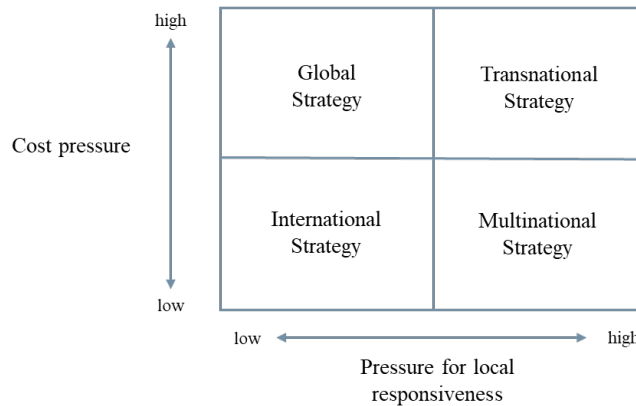 high
Global
Strategy
Transnational
Strategy
Cost pressure
International
Strategy
Multinational
Strategy
low
low
high
Pressure for local
responsiveness